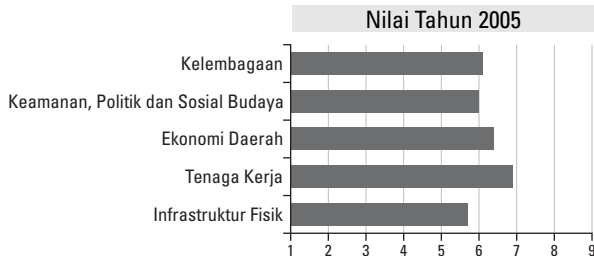 Nilai Tahun 2005
Kelembagaan
Keamanan, Politik dan Sosial Budaya
Ekonomi Daerah
Tenaga Kerja
Infrastruktur Fisik
1 2 3 4 5 6 7 8 9